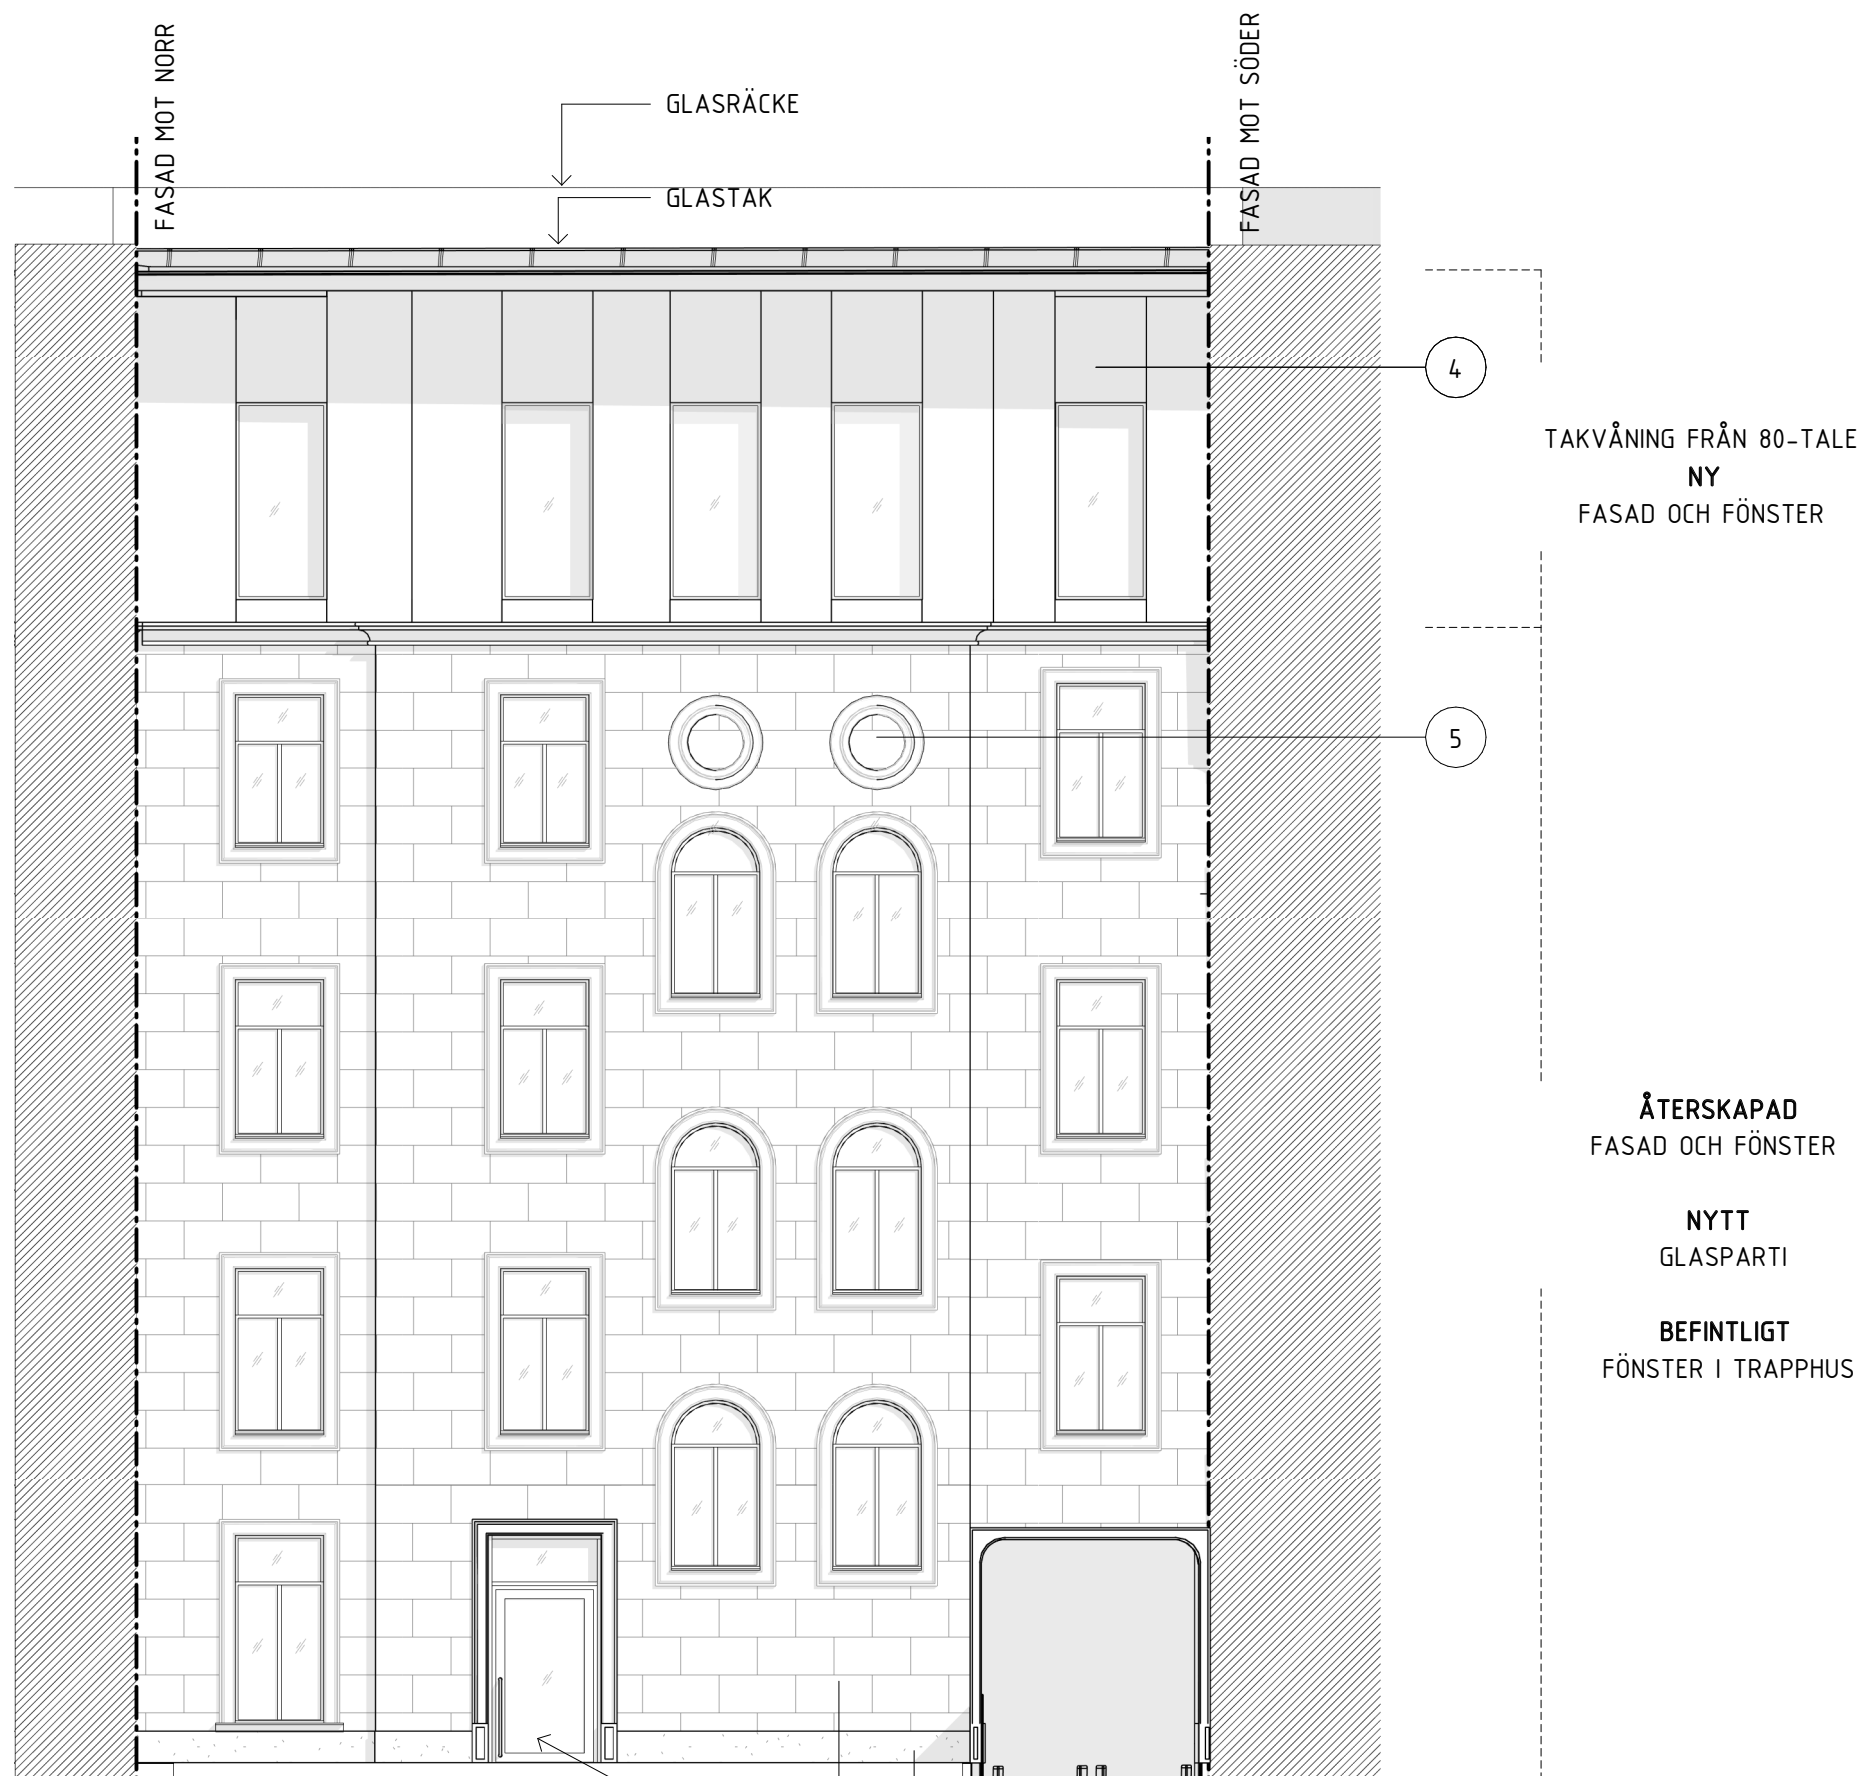 FASAD MOT NORR
FASAD MOT SÖDER
GLASRÄCKE
GLASTAK
4
TAKVÅNING FRÅN 80-TALE
NY
FASAD OCH FÖNSTER
5
ÅTERSKAPAD
FASAD OCH FÖNSTER
NYTT
GLASPARTI
BEFINTLIGT
FÖNSTER I TRAPPHUS